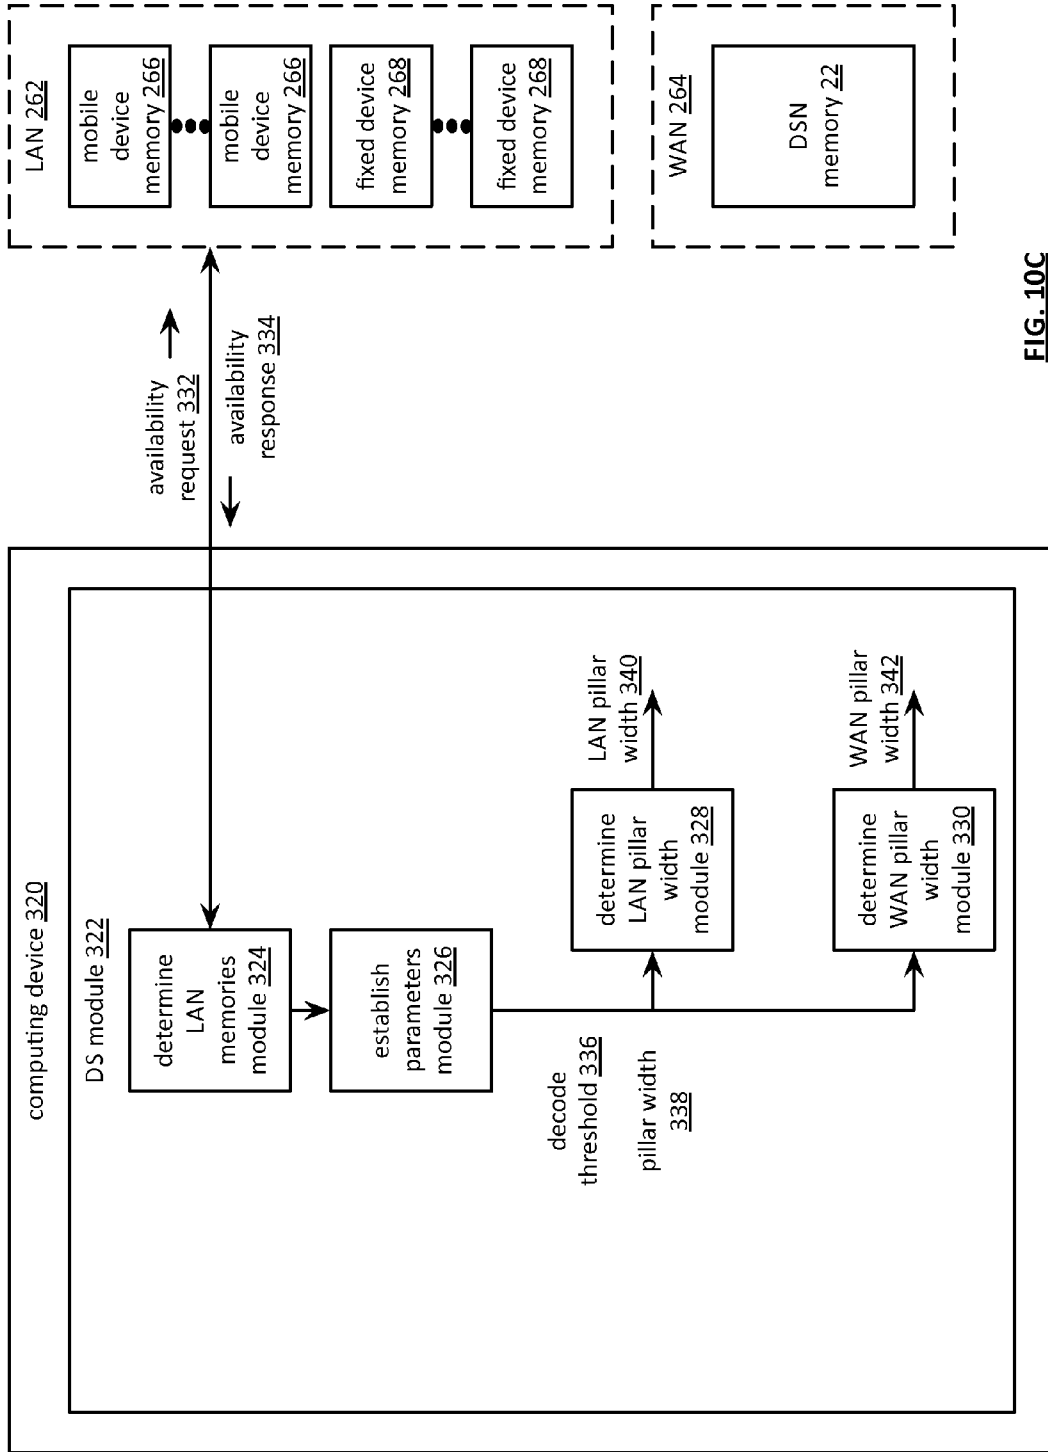 computing device 320
DS module 322
determine
LAN
memories
module 324
establish
parameters
module 326
decode
threshold 336
pillar width
338
determine
LAN pillar
width
module 328
LAN pillar
width 340
determine
WAN pillar
width
module 330
WAN pillar
width 342
availability
request 332
availability
response 334
LAN 262
mobile
device
memory 266
mobile
device
memory 266
fixed device
memory 268
fixed device
memory 268
WAN 264
DSN
memory 22
FIG. 10C